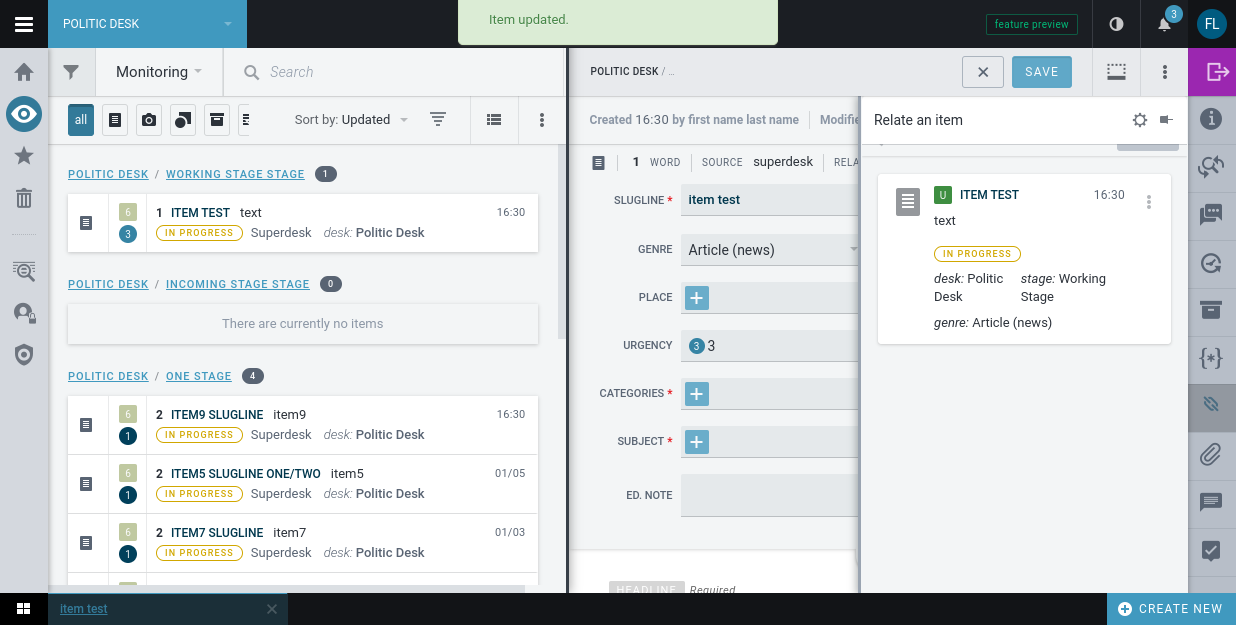 POLITIC DESK
Item updated.
feature preview
3
FL
Monitoring
Search
POLITIC DESK / ...
SAVE
all
Sort by: Updated
Created 16:30 by first name last name
Relate an item
POLITIC DESK / WORKING STAGE STAGE 1
6 1 ITEM TEST text 16:30
3 IN PROGRESS Superdesk desk: Politic Desk
POLITIC DESK / INCOMING STAGE STAGE 0
There are currently no items
POLITIC DESK / ONE STAGE 4
6 2 ITEM9 SLUGLINE item9 16:30
1 IN PROGRESS Superdesk desk: Politic Desk
6 2 ITEM5 SLUGLINE ONE/TWO item5 01/05
1 IN PROGRESS Superdesk desk: Politic Desk
6 2 ITEM7 SLUGLINE item7 01/03
1 IN PROGRESS Superdesk desk: Politic Desk
1 WORD SOURCE superdesk
SLUGLINE * item test
GENRE Article (news)
PLACE
URGENCY 3 3
CATEGORIES *
SUBJECT *
ED. NOTE
HEADLINE Required
U ITEM TEST 16:30
text
IN PROGRESS
desk: Politic Desk
stage: Working Stage
genre: Article (news)
item test
CREATE NEW